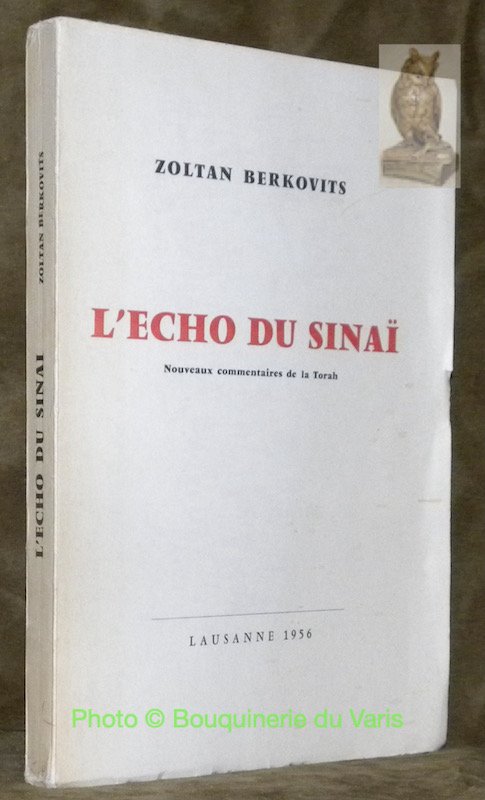 ZOLTAN BERKOVITS
L'ECHO DU SINAÏ
Nouveaux commentaires de la Torah
LAUSANNE 1956
ZOLTAN BERKOVITS
L'ECHO DU SINAI
Photo © Bouquinerie du Varis